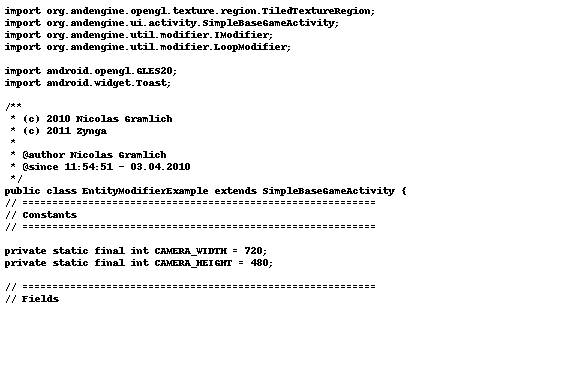 import org.andengine.opengl.texture.region.TiledTextureRegion;
import org.andengine.ui.activity.SimpleBaseGameActivity;
import org.andengine.util.modifier.IModifier;
import org.andengine.util.modifier.LoopModifier;

import android.opengl.GLES20;
import android.widget.Toast;

/**
 * (c) 2010 Nicolas Gramlich
 * (c) 2011 Zynga
 *
 * @author Nicolas Gramlich
 * @since 11:54:51 - 03.04.2010
 */
public class EntityModifierExample extends SimpleBaseGameActivity {
// ===========================================================
// Constants
// ===========================================================

private static final int CAMERA_WIDTH = 720;
private static final int CAMERA_HEIGHT = 480;

// ===========================================================
// Fields